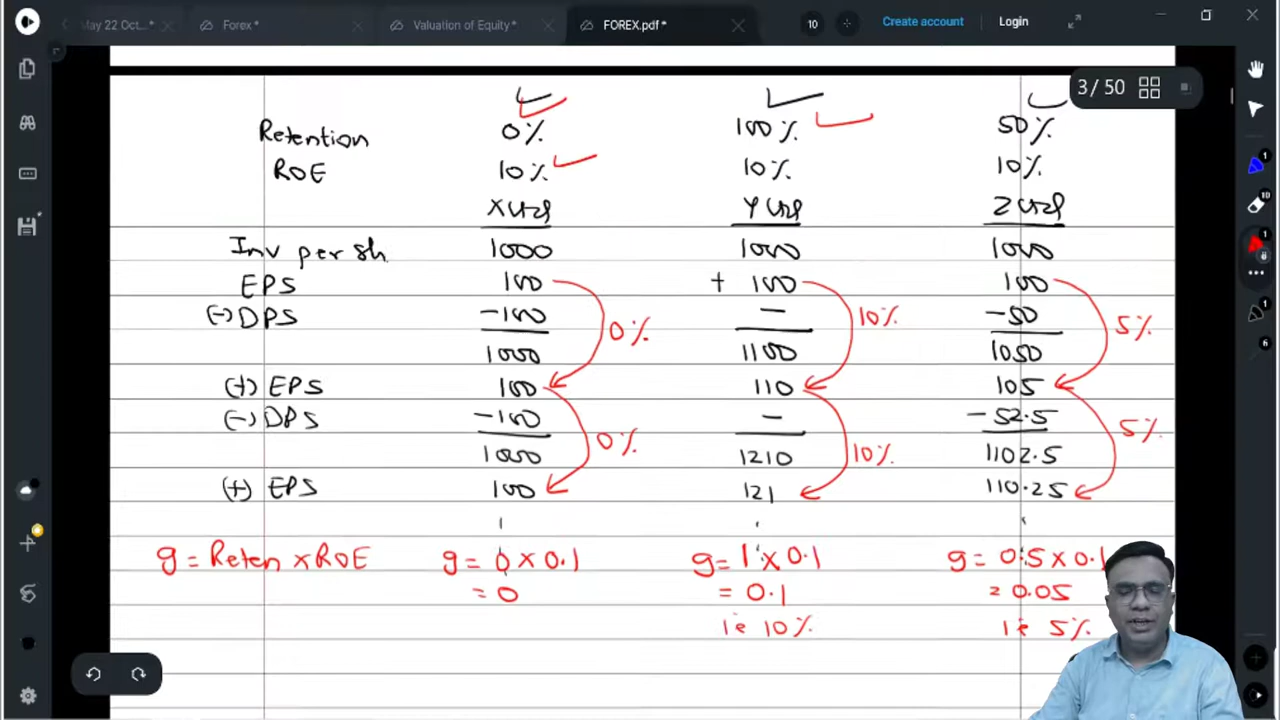 May 22 Oct...* Forex* Valuation of Equity* FOREX.pdf* 10 Create account Login
3/50
Retention 0% 100% 50%
ROE 10% 10% 10%
X Ltd Y Ltd Z Ltd
Inv per sh 1000 1000 1000
EPS 100 + 100 100
(-) DPS -100 - -50
0% 10% 5%
1000 1100 1050
(+) EPS 100 110 105
(-) DPS -100 - -52.5
0% 10% 5%
1000 1210 1102.5
(+) EPS 100 121 110.25
g = Reten x ROE g = 0 x 0.1 g = 1 x 0.1 g = 0.5 x 0.1
= 0 = 0.1 = 0.05
ie 10% ie 5%